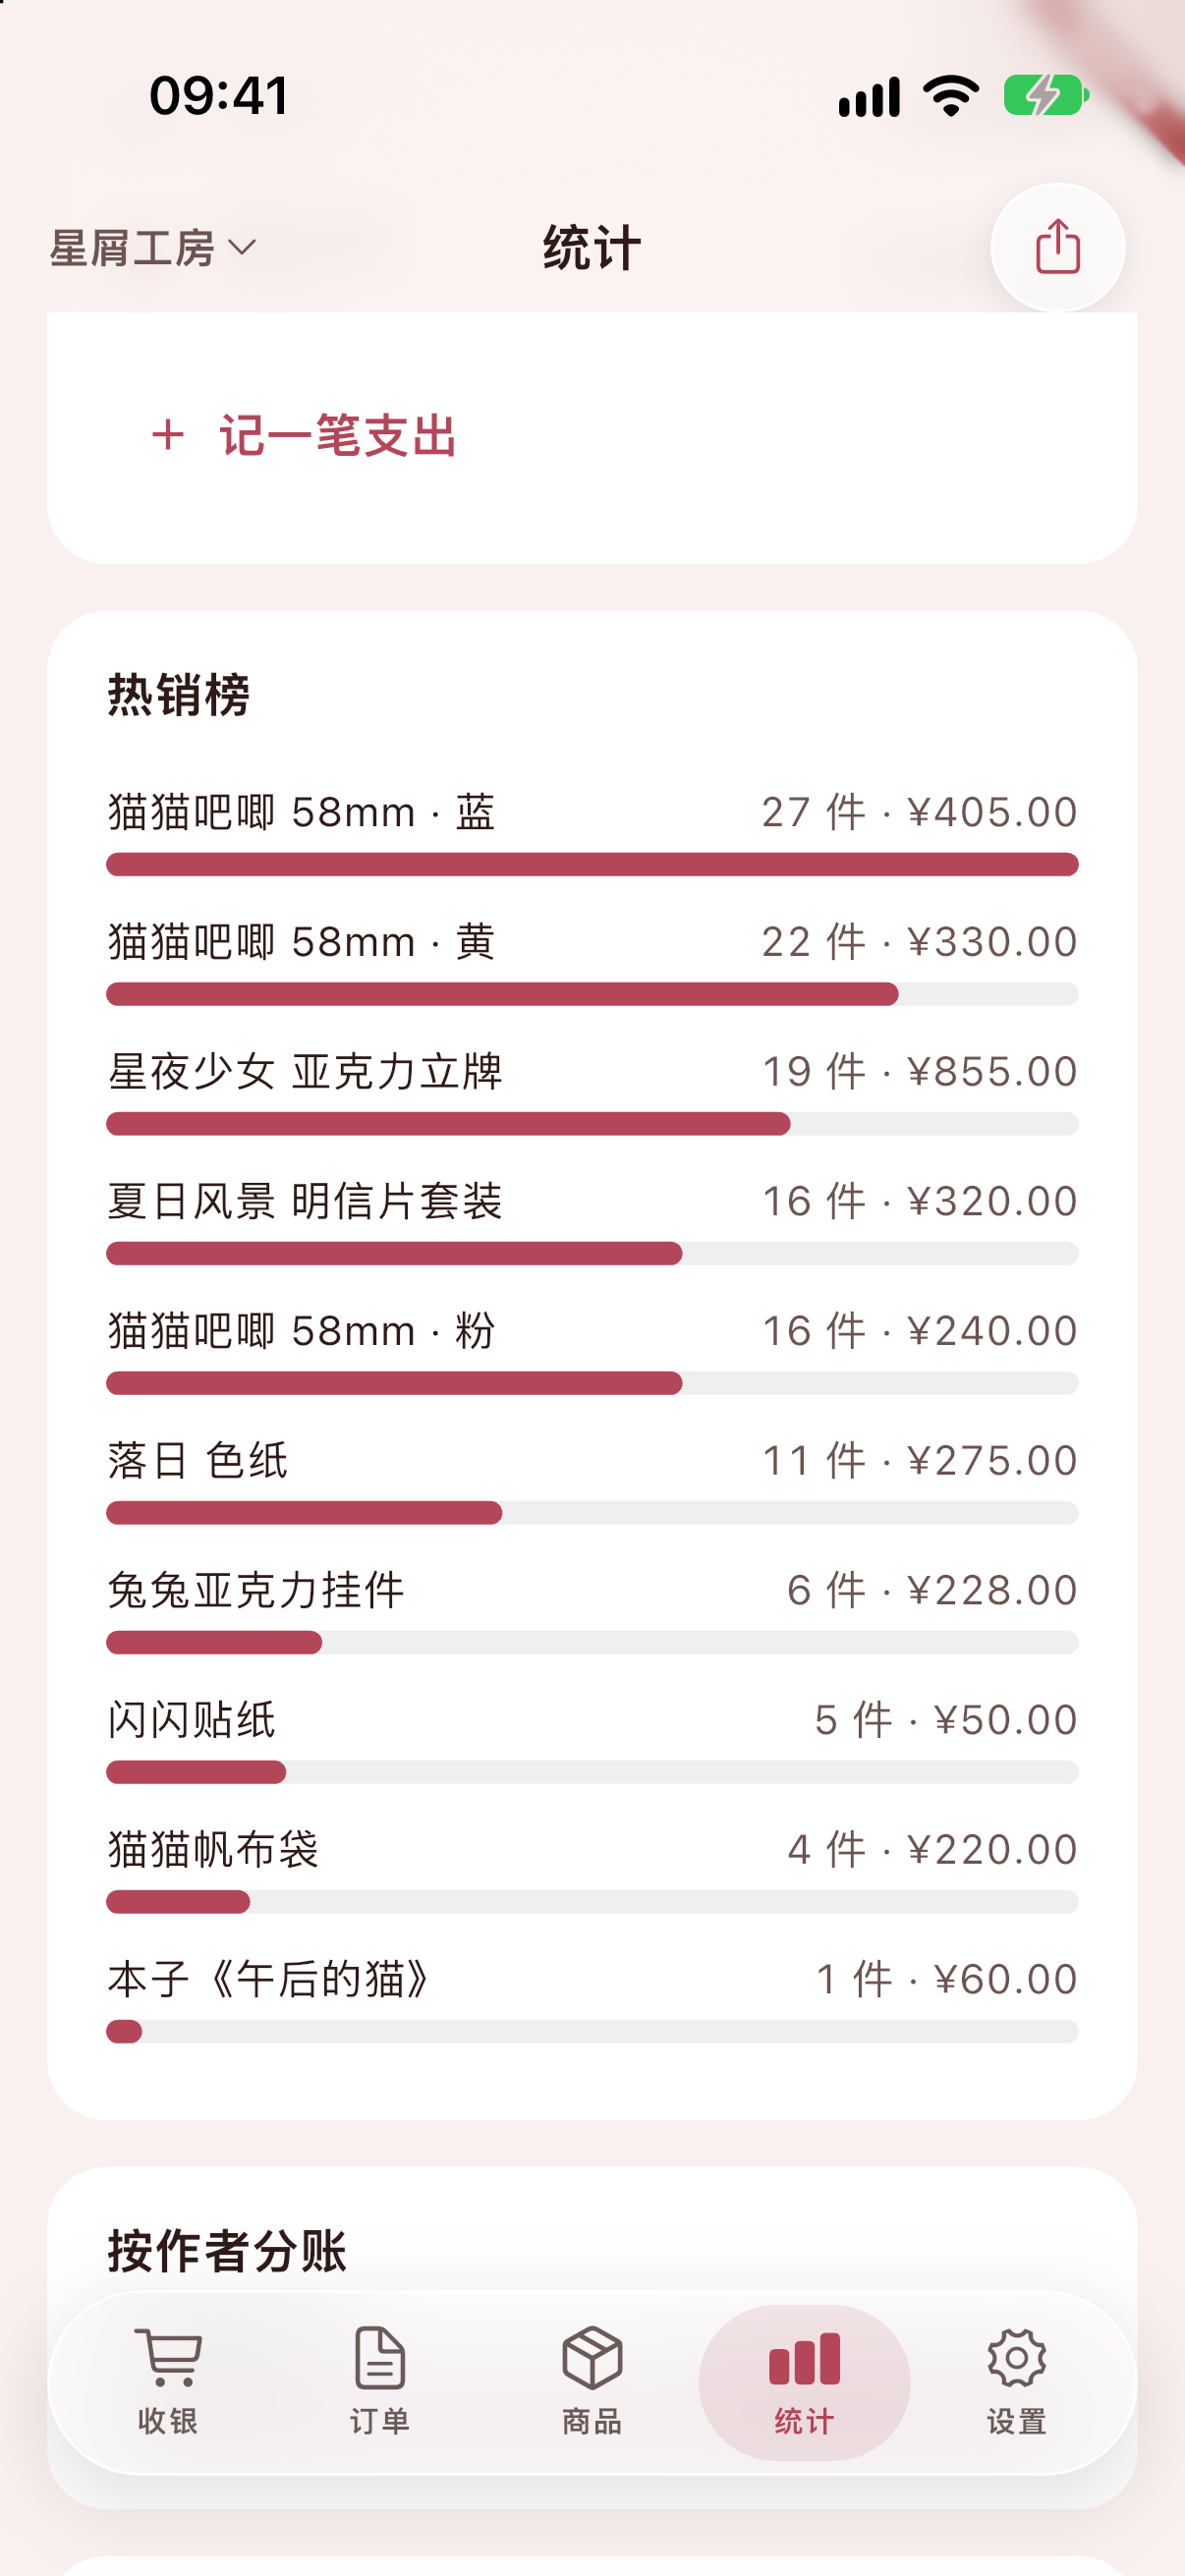 09:41
星屑工房
统计
+ 记一笔支出
热销榜
猫猫吧唧 58mm · 蓝 27 件 · ¥405.00
猫猫吧唧 58mm · 黄 22 件 · ¥330.00
星夜少女 亚克力立牌 19 件 · ¥855.00
夏日风景 明信片套装 16 件 · ¥320.00
猫猫吧唧 58mm · 粉 16 件 · ¥240.00
落日 色纸 11 件 · ¥275.00
兔兔亚克力挂件 6 件 · ¥228.00
闪闪贴纸 5 件 · ¥50.00
猫猫帆布袋 4 件 · ¥220.00
本子《午后的猫》 1 件 · ¥60.00
按作者分账
收银 订单 商品 统计 设置